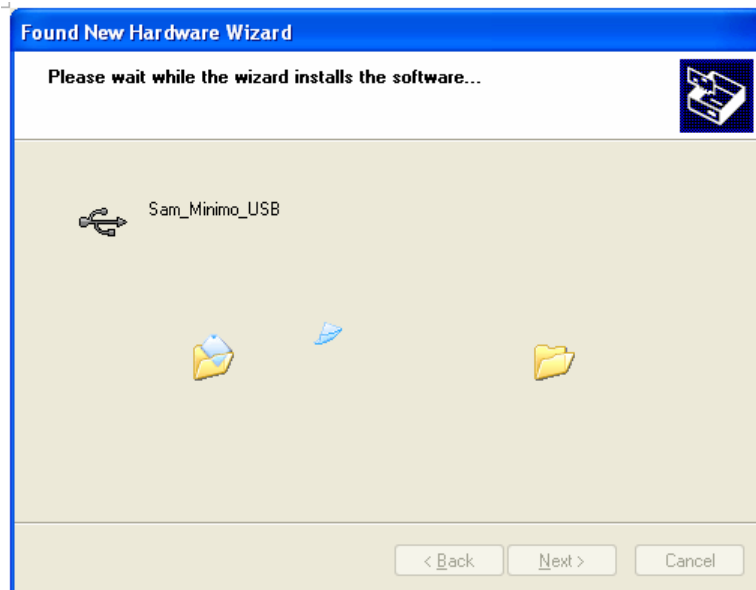 Found New Hardware Wizard
Please wait while the wizard installs the software...
Sam_Minimo_USB
< Back
Next >
Cancel